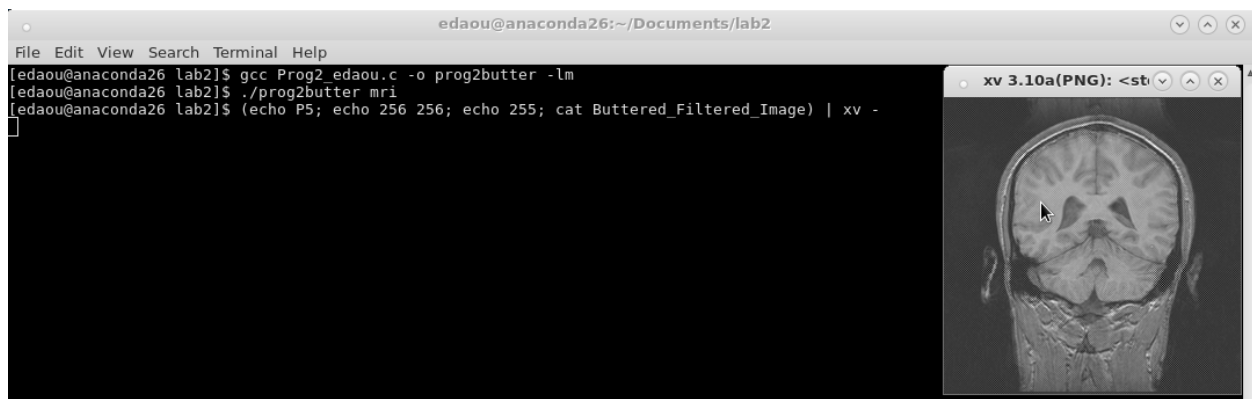 edaou@anaconda26:~/Documents/lab2
File Edit View Search Terminal Help
[edaou@anaconda26 lab2]$ gcc Prog2_edaou.c -o prog2butter -lm
[edaou@anaconda26 lab2]$ ./prog2butter mri
[edaou@anaconda26 lab2]$ (echo P5; echo 256 256; echo 255; cat Buttered_Filtered_Image) | xv -
xv 3.10a(PNG): <st